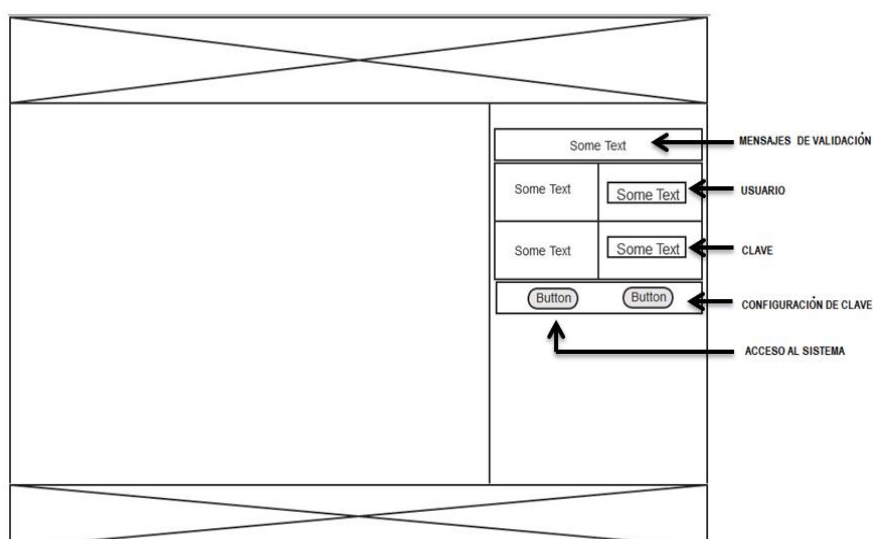 Some Text
MENSAJES DE VALIDACIÓN
Some Text
Some Text
USUARIO
Some Text
Some Text
CLAVE
Button
Button
CONFIGURACIÓN DE CLAVE
ACCESO AL SISTEMA